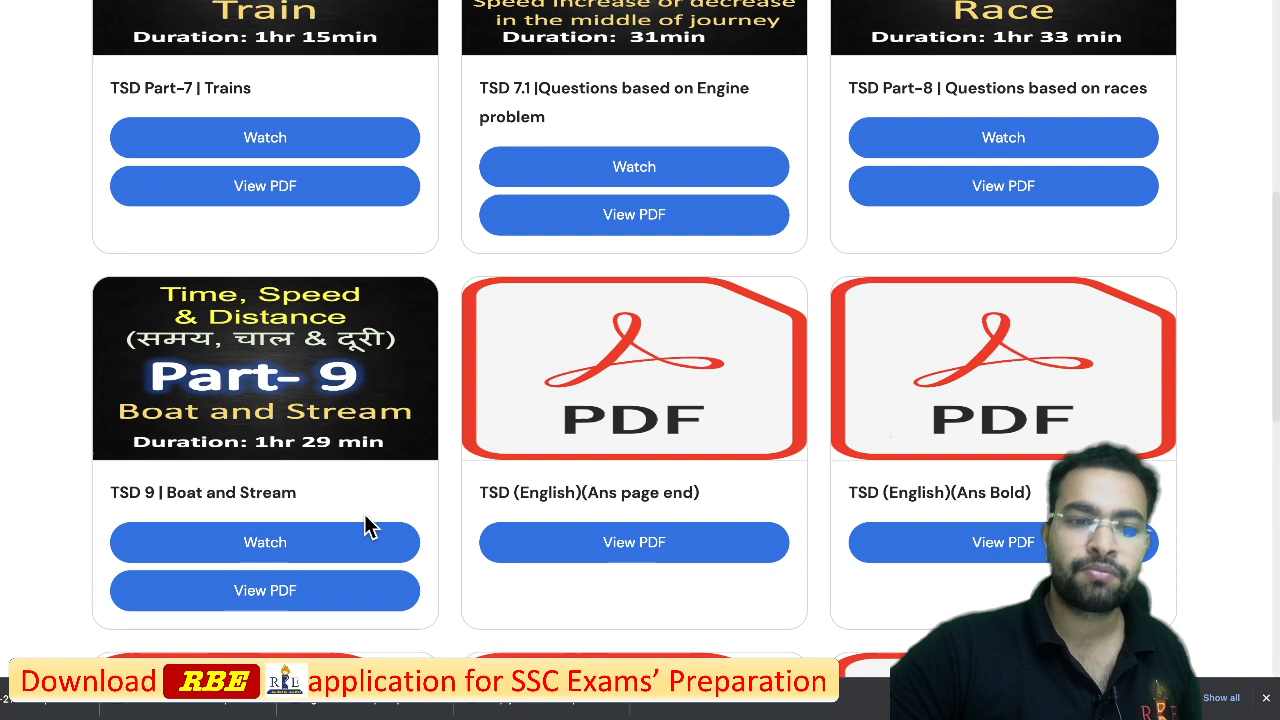 Train
Speed increase or decrease
in the middle of journey
Race
Duration: 1hr 15min
Duration: 31min
Duration: 1hr 33 min
TSD Part-7 | Trains
TSD 7.1 |Questions based on Engine
problem
TSD Part-8 | Questions based on races
Watch
View PDF
Watch
View PDF
Watch
View PDF
Time, Speed
& Distance
(समय, चाल & दूरी)
Part- 9
Boat and Stream
Duration: 1hr 29 min
PDF
PDF
TSD 9 | Boat and Stream
TSD (English)(Ans page end)
TSD (English)(Ans Bold)
Watch
View PDF
View PDF
View PDF
Download RBE RBE application for SSC Exams' Preparation
Show all